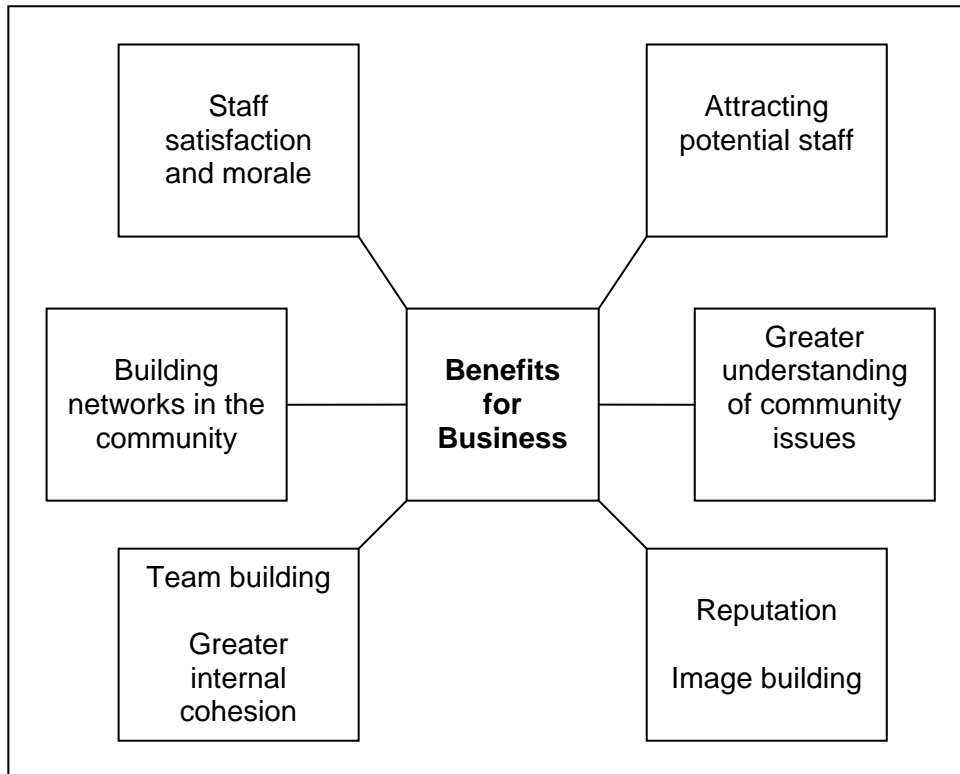 Staff
satisfaction
and morale
Attracting
potential staff
Building
networks in the
community
Benefits
for
Business
Greater
understanding
of community
issues
Team building
Greater
internal
cohesion
Reputation
Image building